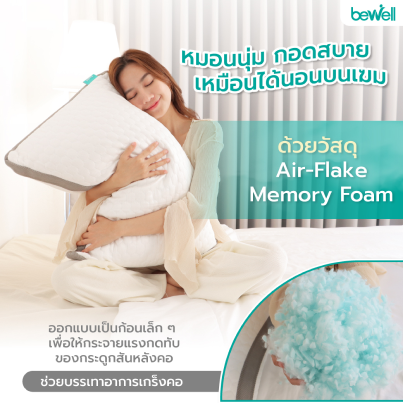 bewell
หมอนนุ่ม กอดสบาย
เหมือนได้นอนบนเฆม
ด้วยวัสดุ
Air-Flake
Memory Foam
ออกแบบเป็นก้อนเล็ก ๆ
เพื่อให้กระจายแรงกดทับ
ของกระดูกสันหลังคอ
ช่วยบรรเทาอาการเกร็งคอ